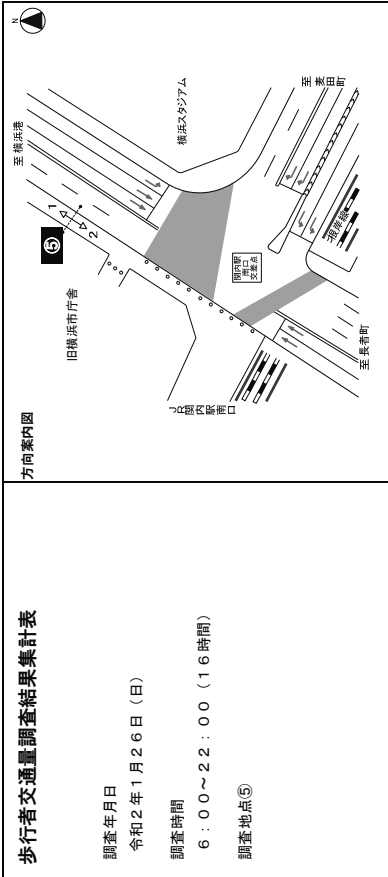 歩行者交通量調査結果集計表
調査年月日
令和２年１月２６日（日）
調査時間
６：００～２２：００（１６時間）
調査地点⑤
方向案内図
N
至 横浜港
⑤
1
2
旧横浜市庁舎
横浜スタジアム
関内駅
南口
交差点
JR関内駅南口
根岸線
至 麦田町
至 長者町